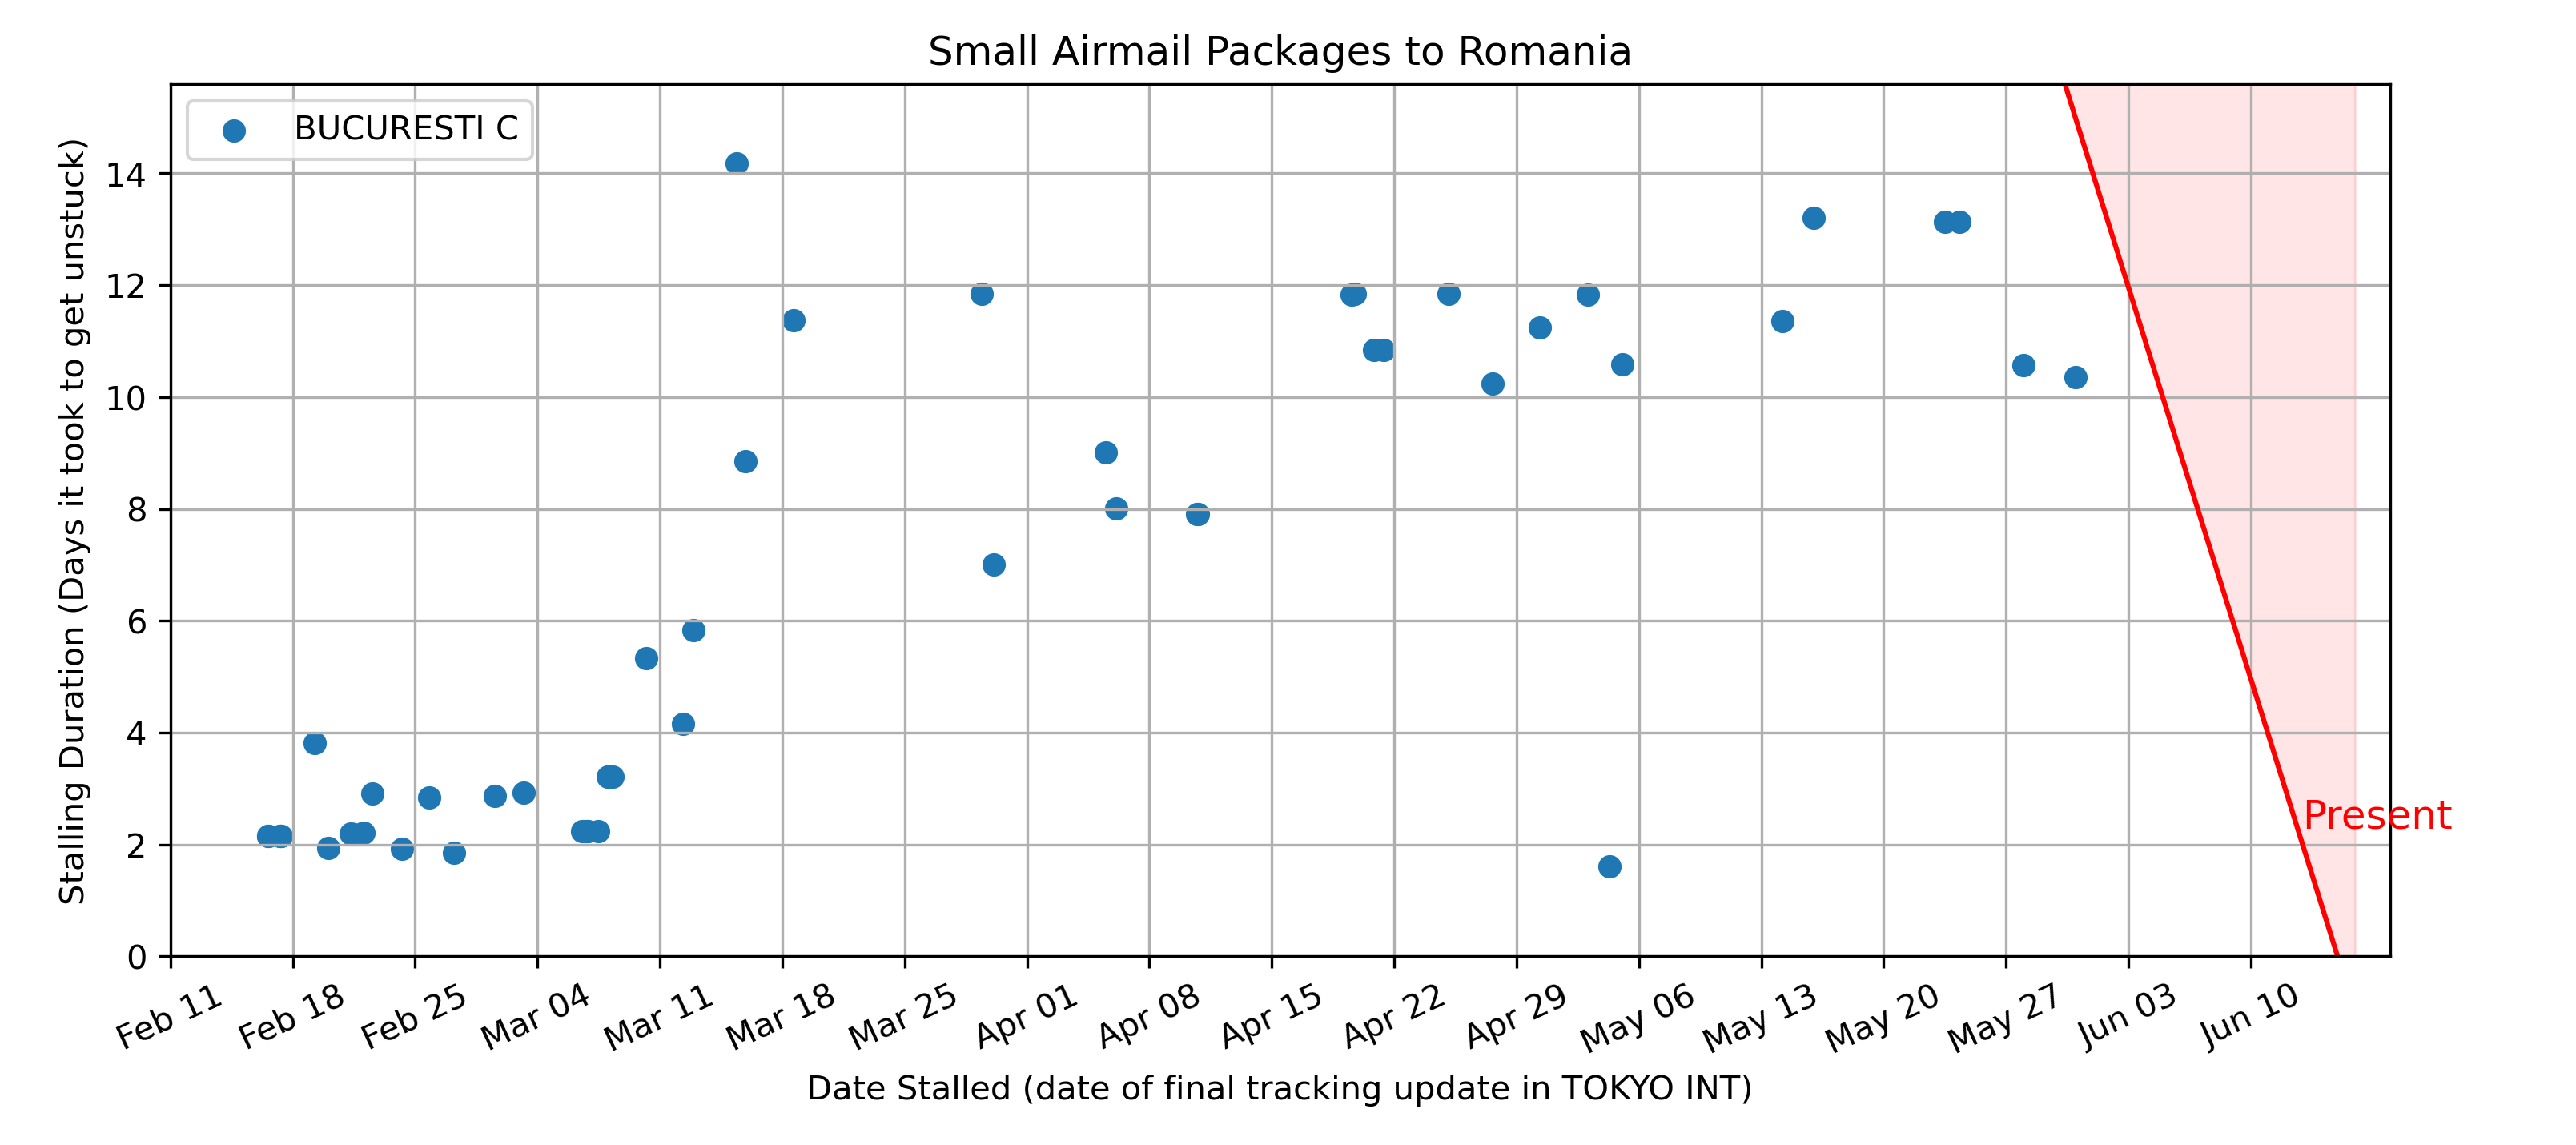 Small Airmail Packages to Romania
BUCURESTI C
Stalling Duration (Days it took to get unstuck)
14
12
10
8
6
4
2
0
Present
Feb 11
Feb 18
Feb 25
Mar 04
Mar 11
Mar 18
Mar 25
Apr 01
Apr 08
Apr 15
Apr 22
Apr 29
May 06
May 13
May 20
May 27
Jun 03
Jun 10
Date Stalled (date of final tracking update in TOKYO INT)